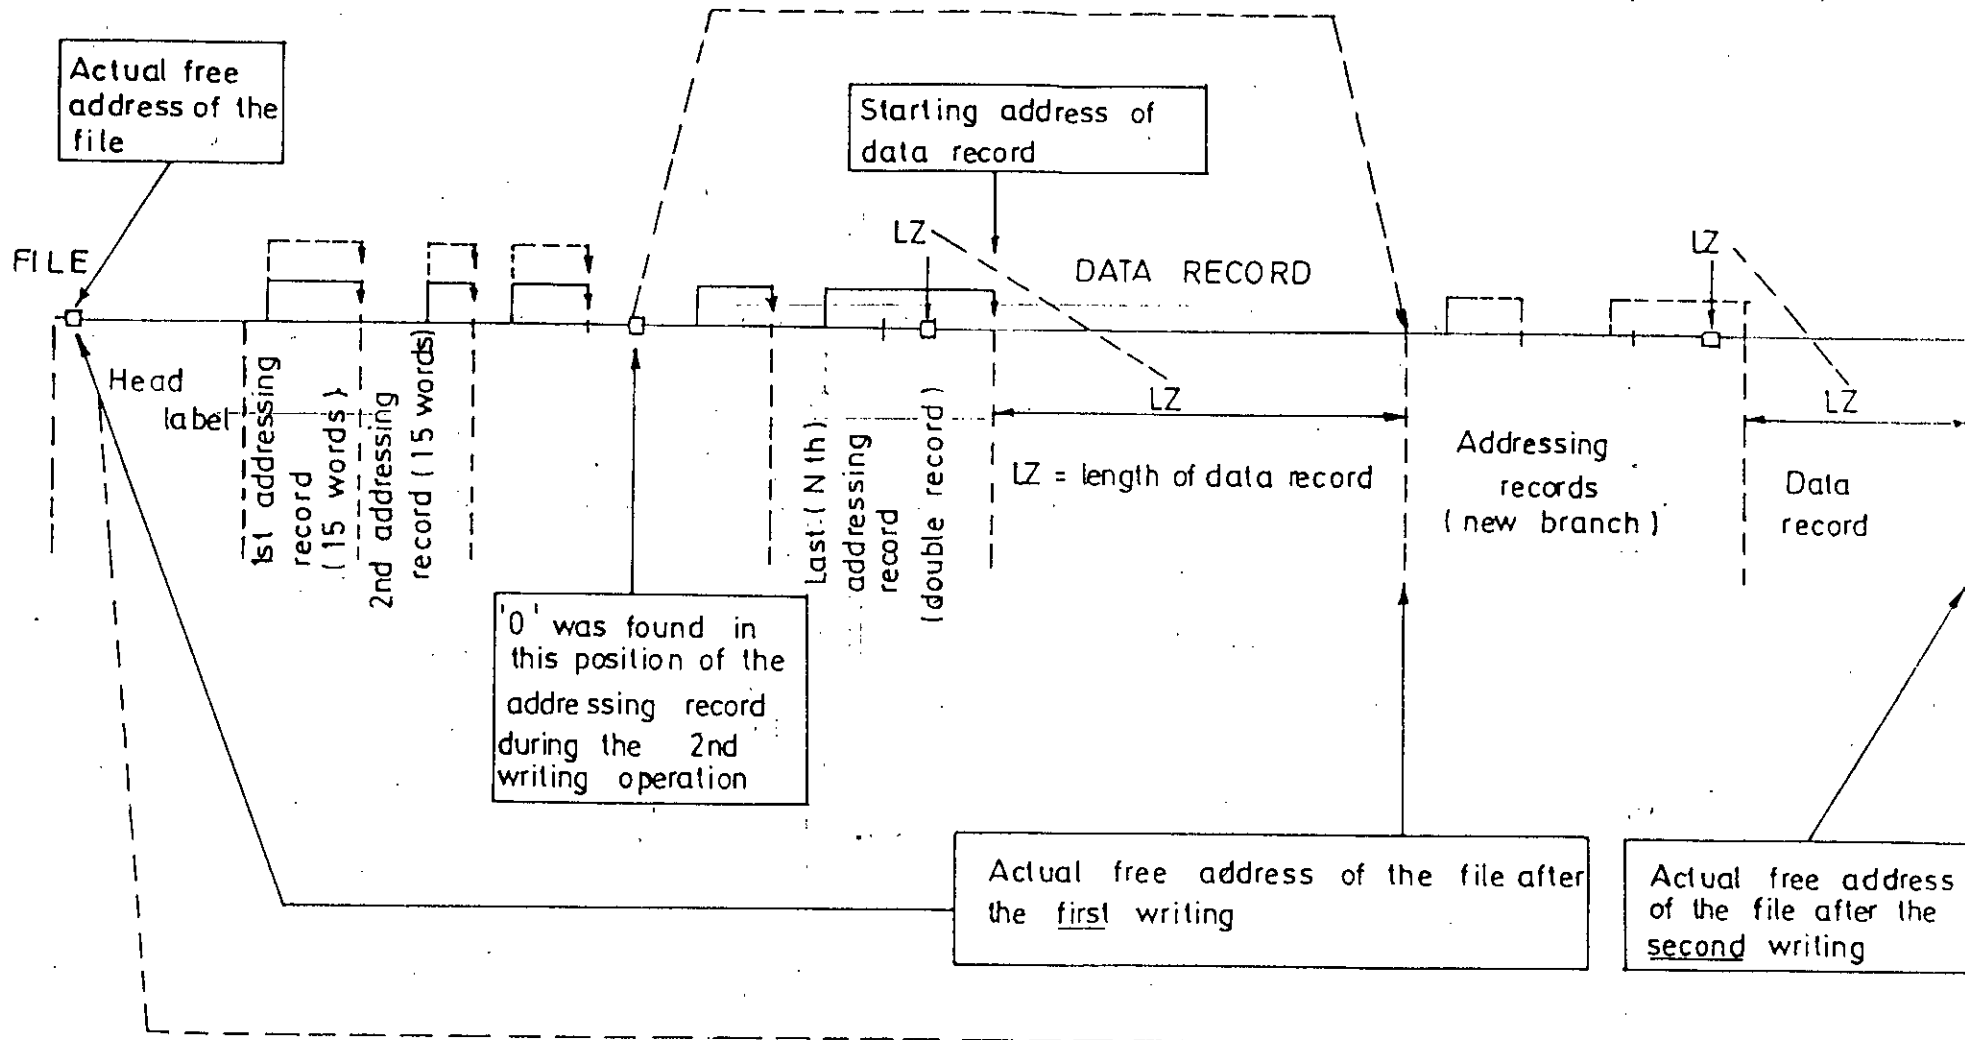 Actual free
address of the
file
Starting address of
data record
FILE
LZ
DATA RECORD
LZ
Head
label
1st addressing
record
(15 words)
2nd addressing
record (15 words)
Last (Nth)
addressing
record
(double record)
LZ
LZ = length of data record
Addressing
records
(new branch)
LZ
Data
record
'0' was found in
this position of the
addressing record
during the 2nd
writing operation
Actual free address of the file after
the first writing
Actual free address
of the file after the
second writing